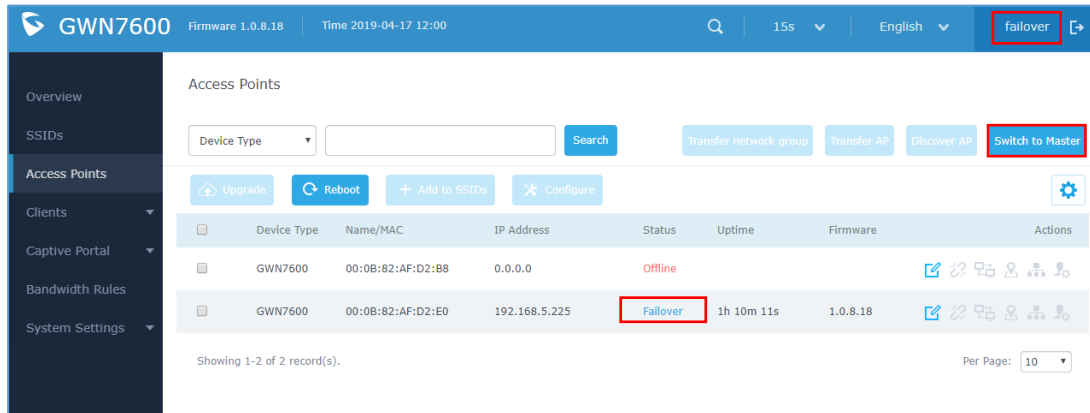 GWN7600 Firmware 1.0.8.18 Time 2019-04-17 12:00 15s English failover
Overview
SSIDs
Access Points
Clients
Captive Portal
Bandwidth Rules
System Settings
Access Points
Device Type Search Transfer network group Transfer AP Discover AP Switch to Master
Upgrade Reboot + Add to SSIDs Configure
Device Type Name/MAC IP Address Status Uptime Firmware Actions
GWN7600 00:0B:82:AF:D2:B8 0.0.0.0 Offline
GWN7600 00:0B:82:AF:D2:E0 192.168.5.225 Failover 1h 10m 11s 1.0.8.18
Showing 1-2 of 2 record(s). Per Page: 10